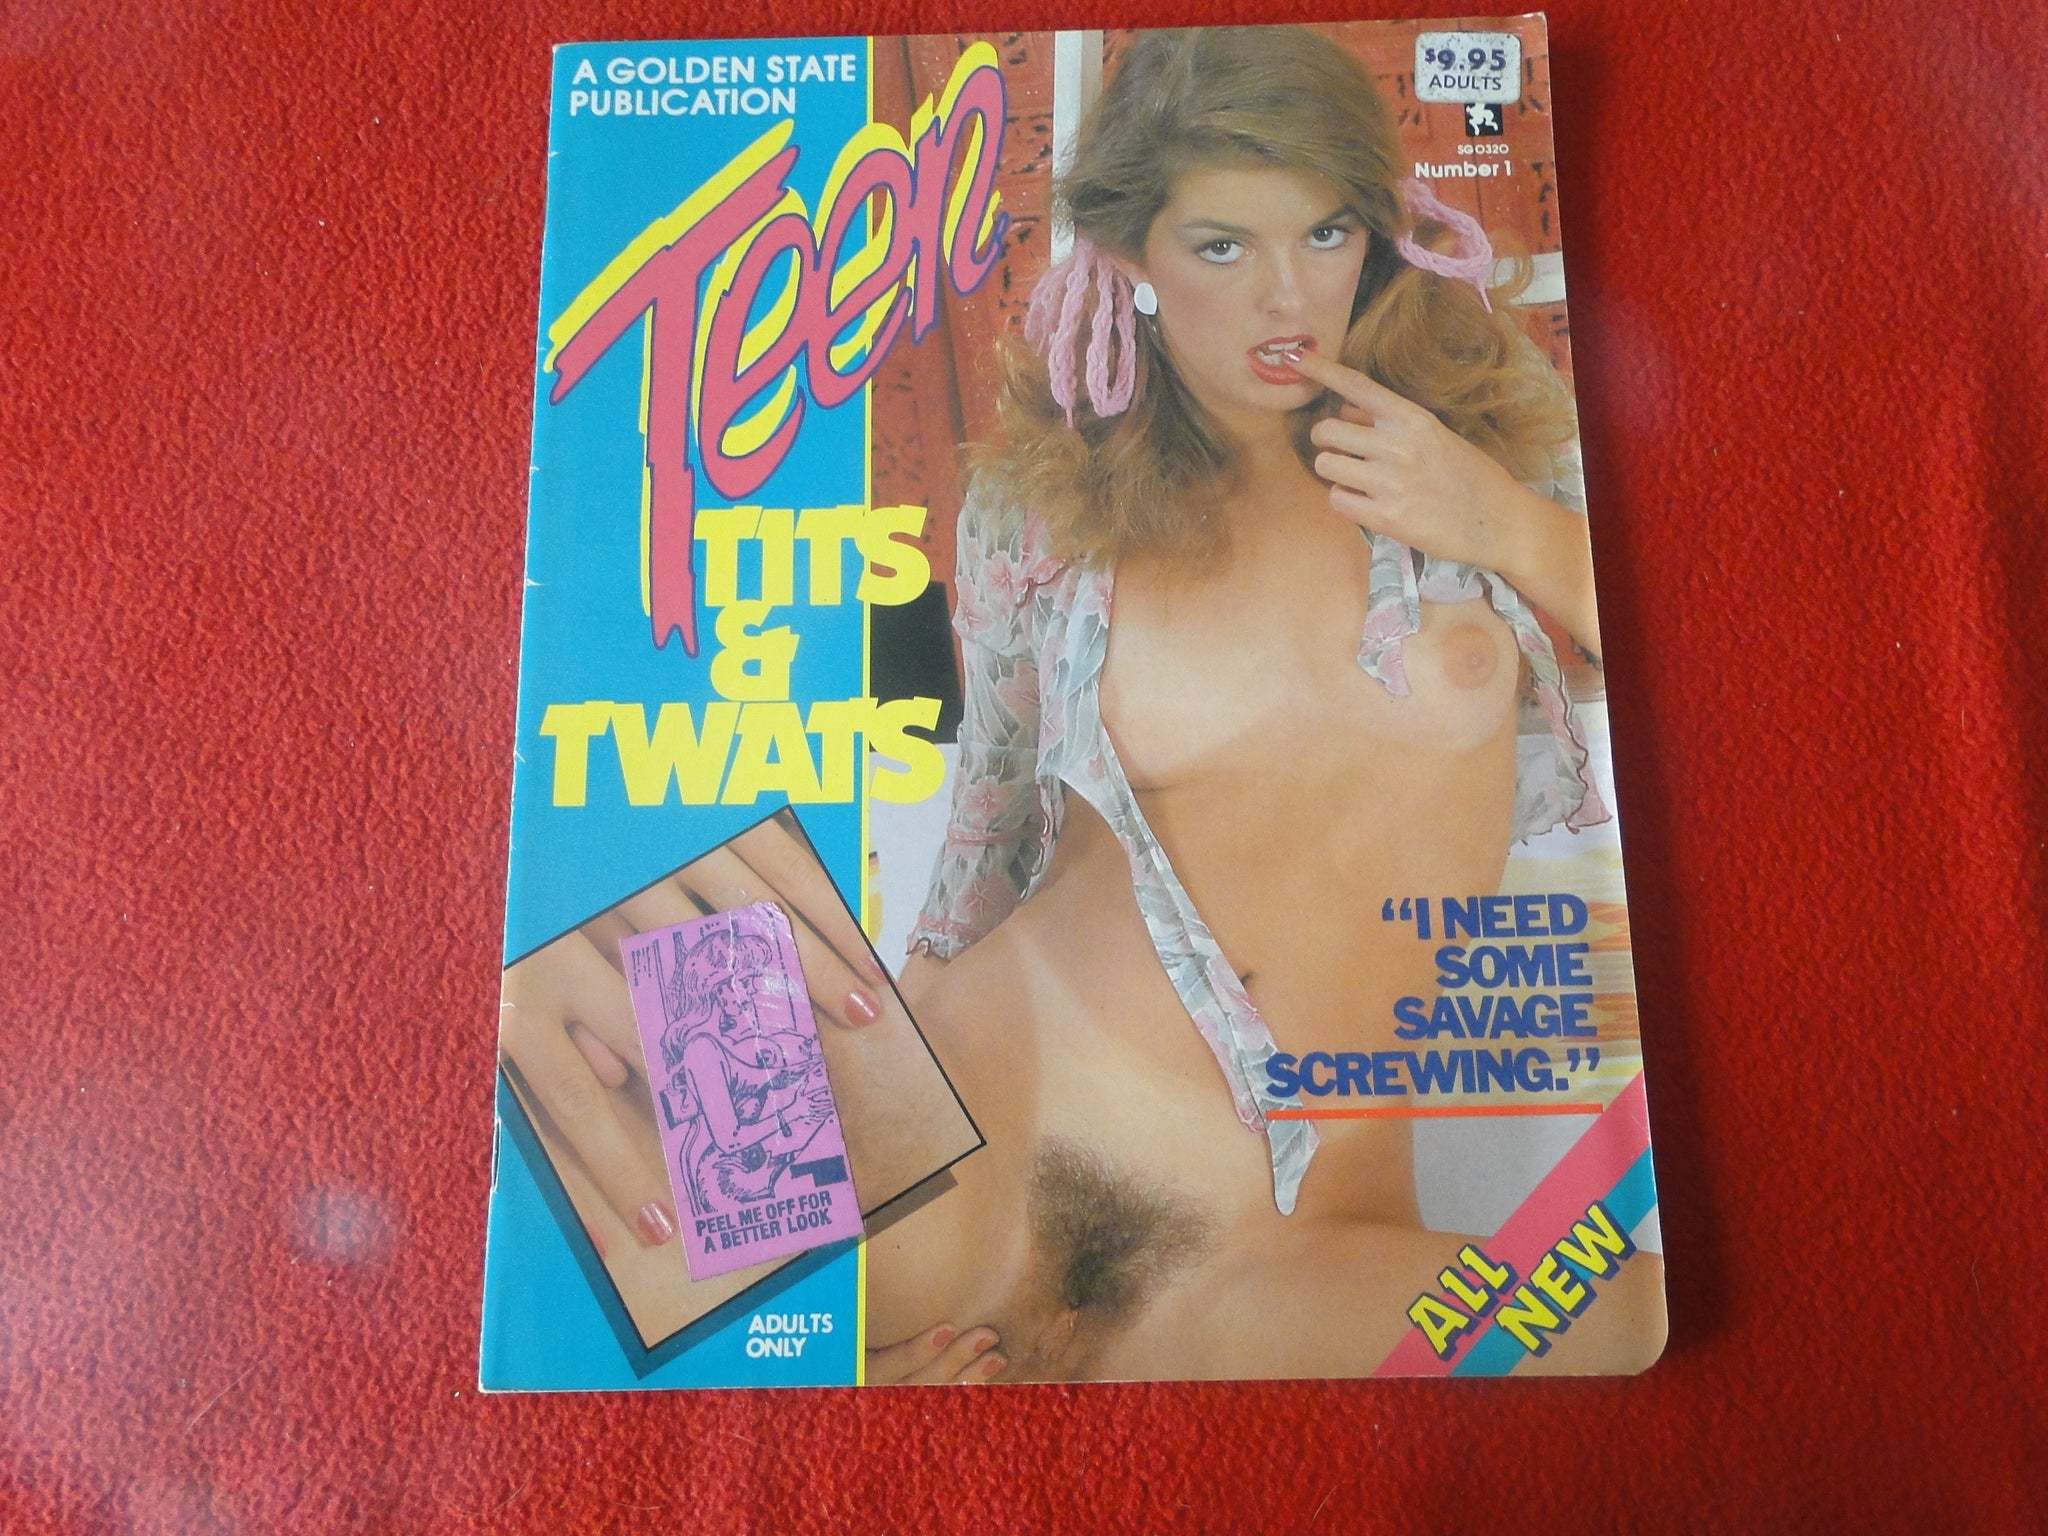 A GOLDEN STATE
PUBLICATION
Teen
TITS
&
TWATS
$9.95
ADULTS
SG0320
Number 1
"I NEED
SOME
SAVAGE
SCREWING."
PEEL ME OFF FOR
A BETTER LOOK
ADULTS
ONLY
ALL
NEW